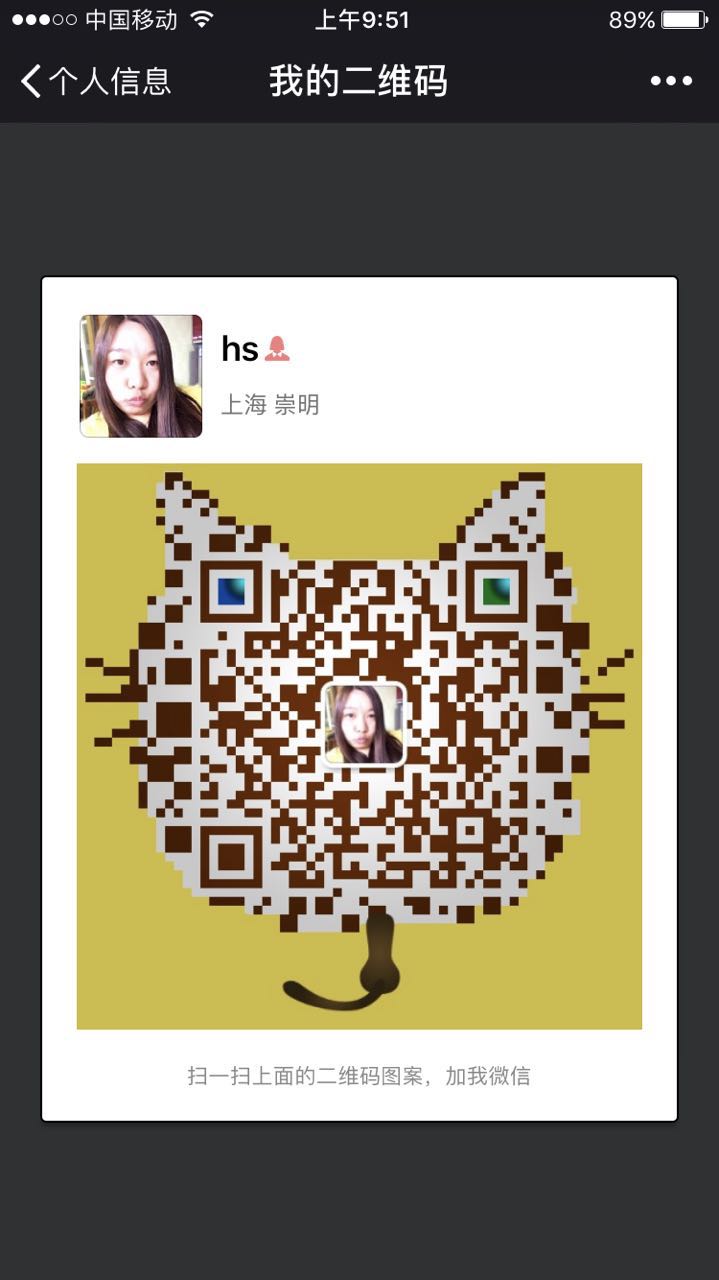 中国移动
上午9:51
89%
个人信息
我的二维码
hs
上海 崇明
扫一扫上面的二维码图案，加我微信